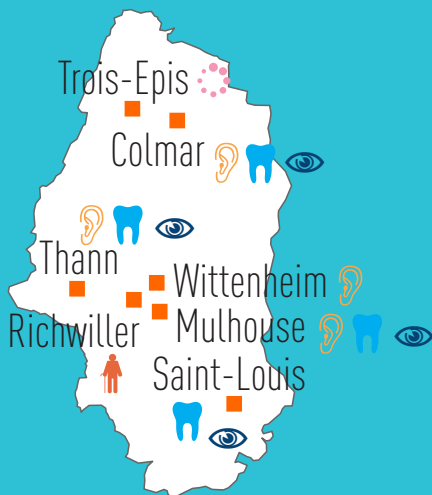 Trois-Epis
Colmar
Thann
Wittenheim
Richwiller
Mulhouse
Saint-Louis